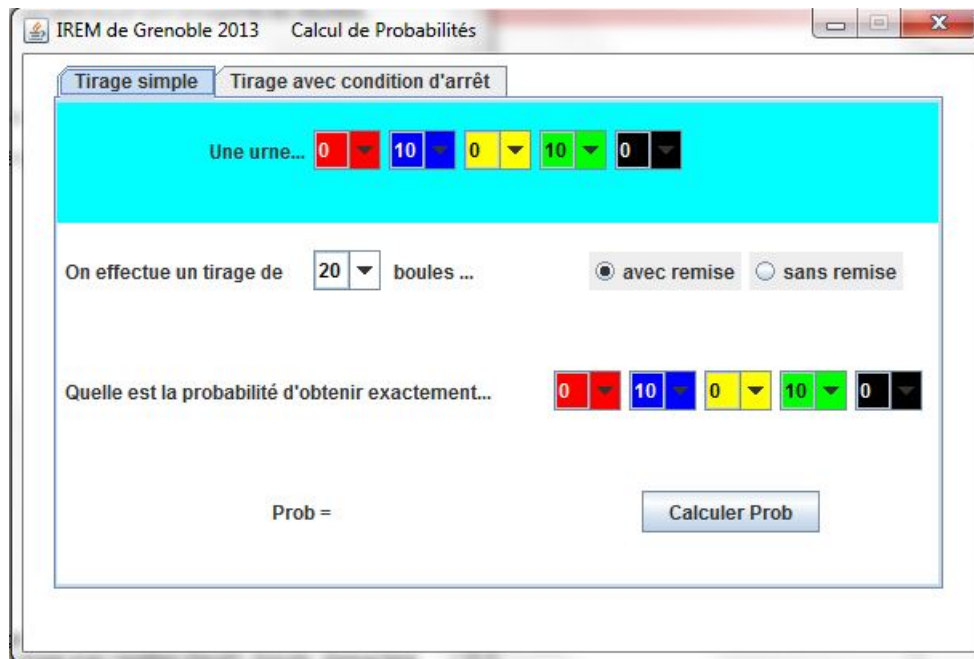 IREM de Grenoble 2013 Calcul de Probabilités
Tirage simple Tirage avec condition d'arrêt
Une urne... 0 10 0 10 0
On effectue un tirage de 20 boules ... avec remise sans remise
Quelle est la probabilité d'obtenir exactement... 0 10 0 10 0
Prob = Calculer Prob